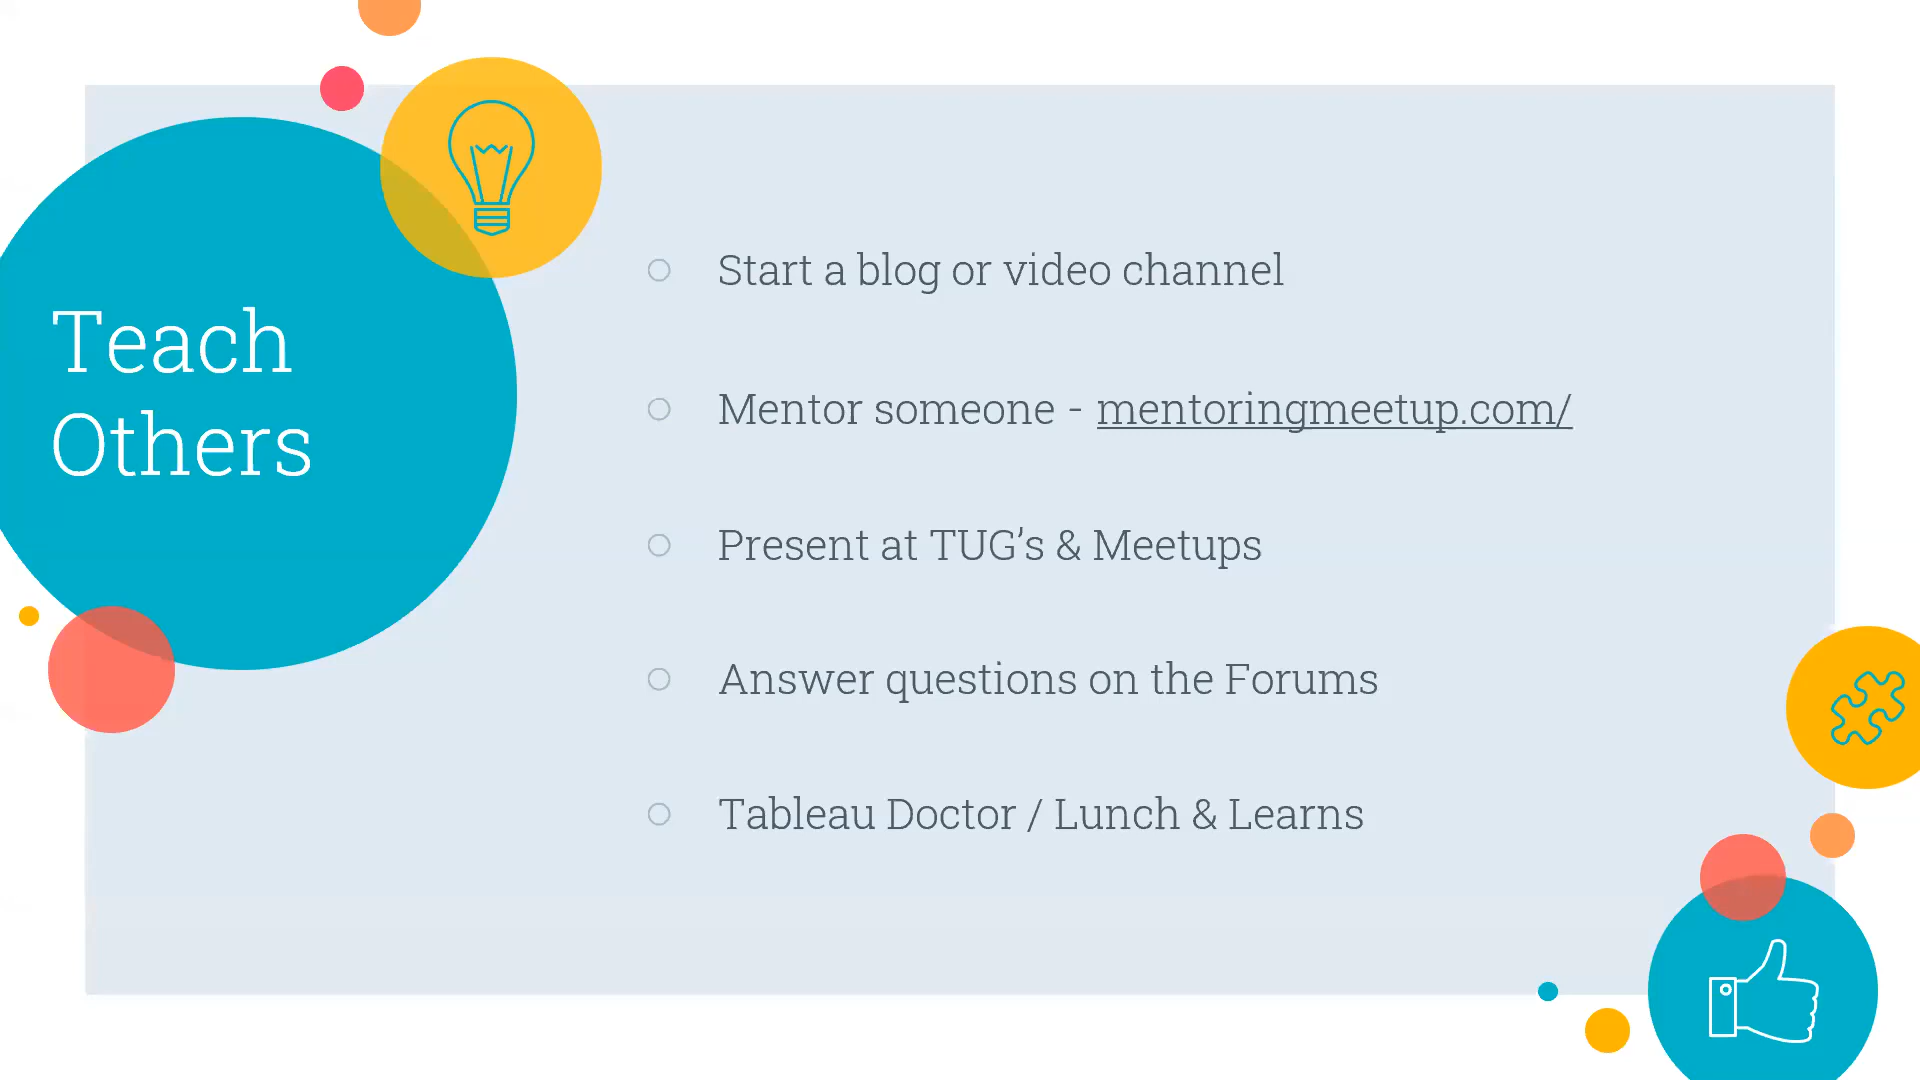 Teach
Others
Start a blog or video channel
Mentor someone - mentoringmeetup.com/
Present at TUG’s & Meetups
Answer questions on the Forums
Tableau Doctor / Lunch & Learns